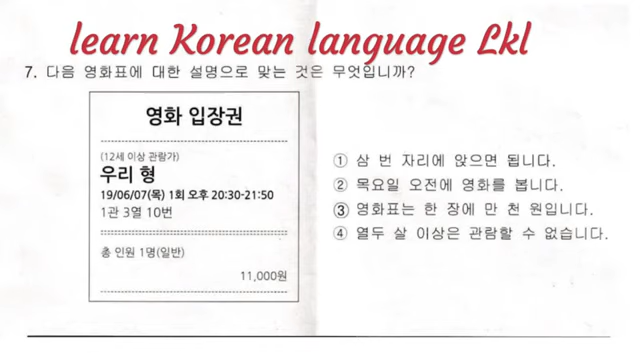 learn Korean language Lkl
7. 다음 영화표에 대한 설명으로 맞는 것은 무엇입니까?
영화 입장권
(12세 이상 관람가)
우리 형
19/06/07(목) 1회 오후 20:30-21:50
1관 3열 10번
총 인원 1명(일반)
11,000원
① 삼 번 자리에 앉으면 됩니다.
② 목요일 오전에 영화를 봅니다.
③ 영화표는 한 장에 만 천 원입니다.
④ 열두 살 이상은 관람할 수 없습니다.